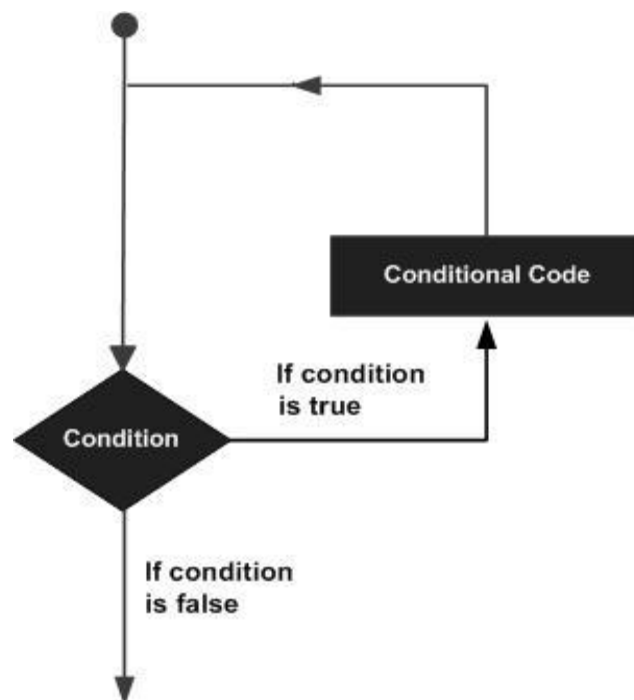 Conditional Code
If condition
is true
Condition
If condition
is false